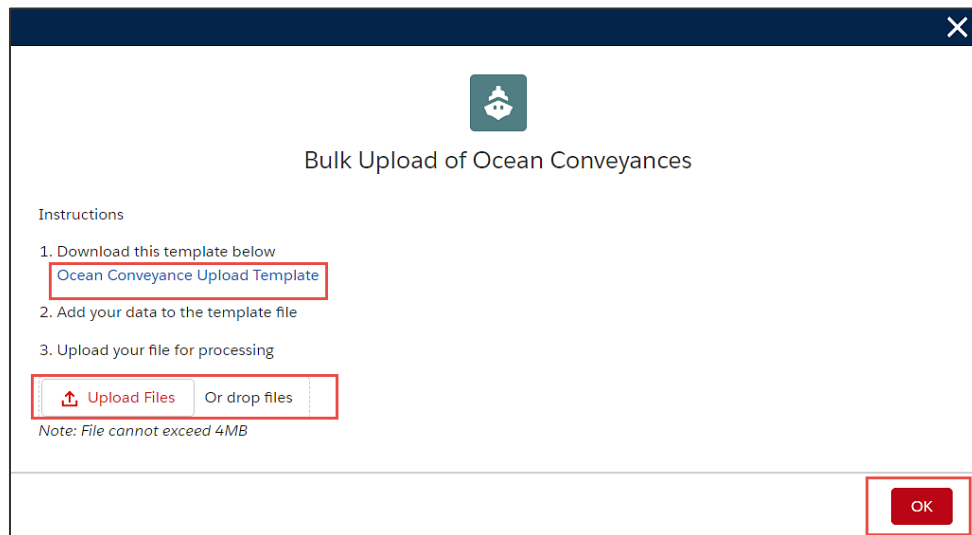 Bulk Upload of Ocean Conveyances
Instructions
1. Download this template below
Ocean Conveyance Upload Template
2. Add your data to the template file
3. Upload your file for processing
Upload Files Or drop files
Note: File cannot exceed 4MB
OK